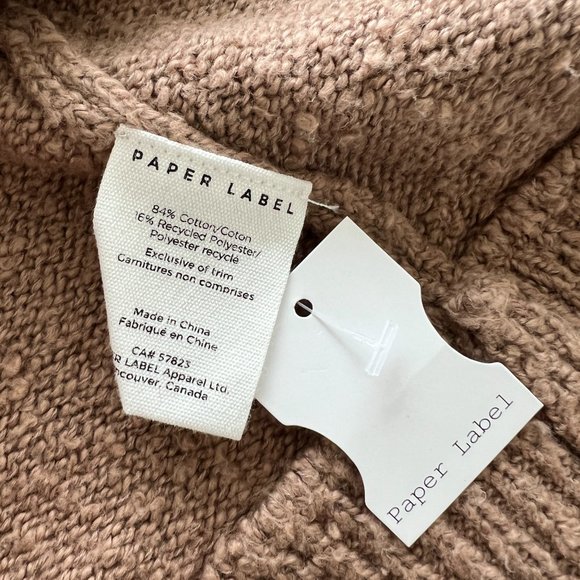 PAPER LABEL
84% Cotton/Coton
16% Recycled Polyester/
Polyester recyclé
Exclusive of trim
Garnitures non comprises
Made in China
Fabriqué en Chine
CA# 57823
R LABEL Apparel Ltd.
ncouver, Canada
Paper Label